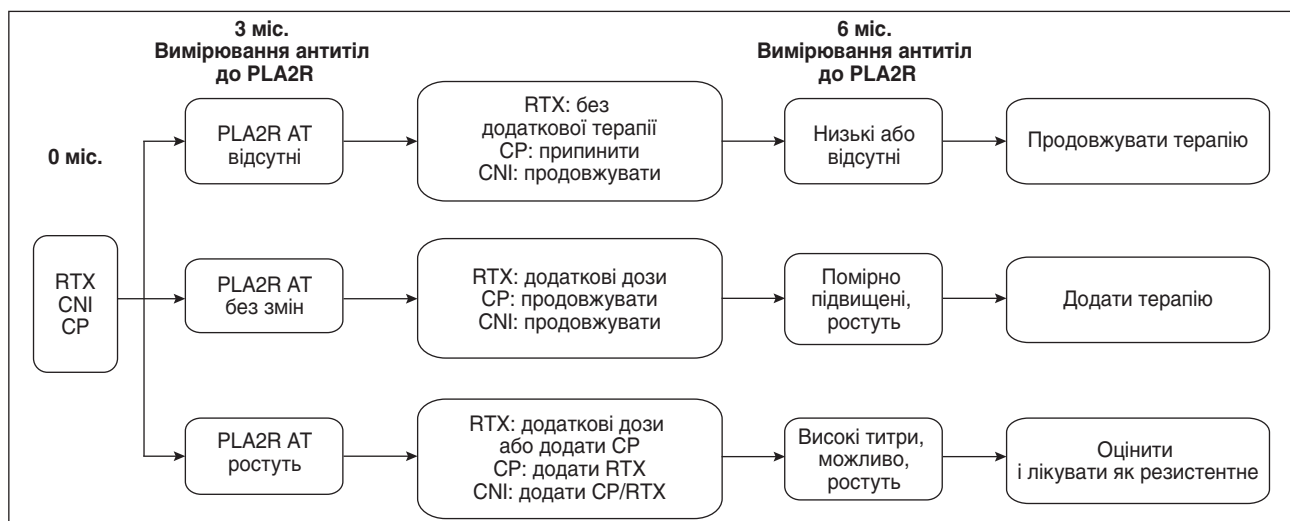 3 міс.
Вимірювання антитіл
до PLA2R
6 міс.
Вимірювання антитіл
до PLA2R
0 міс.
RTX
CNI
CP
PLA2R АТ
відсутні
RTX: без
додаткової терапії
CP: припинити
CNI: продовжувати
Низькі або
відсутні
Продовжувати терапію
PLA2R АТ
без змін
RTX: додаткові дози
CP: продовжувати
CNI: продовжувати
Помірно
підвищені,
ростуть
Додати терапію
PLA2R АТ
ростуть
RTX: додаткові дози
або додати CP
CP: додати RTX
CNI: додати CP/RTX
Високі титри,
можливо,
ростуть
Оцінити
і лікувати як резистентне